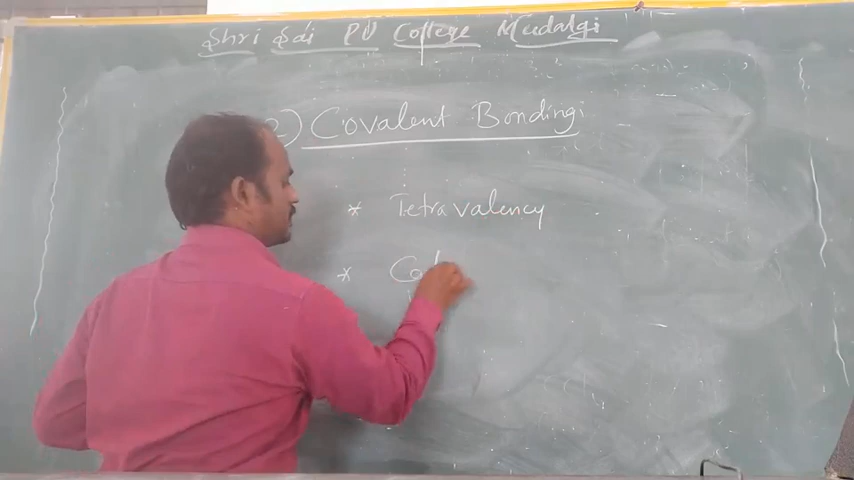 Shri Sai PU College Mudalgi
2) Covalent Bonding:
* Tetravalency
*